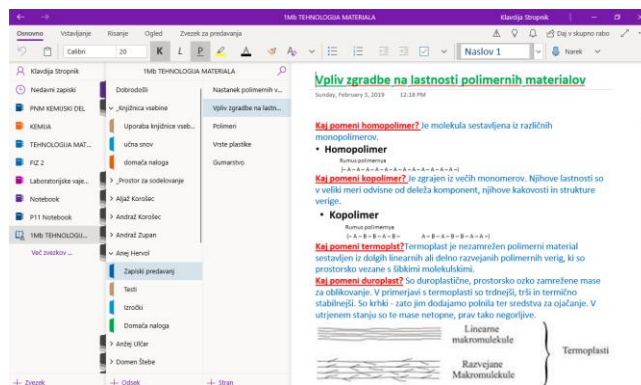 1Mb TEHNOLOGIJA MATERIALA
Klavdija Stropnik
Osnovno Vstavljanje Risanje Ogled Zvezek za predavanja
Daj v skupno rabo
Calibri 20 K L P
Naslov 1
Narek
Klavdija Stropnik
Nedavni zapiski
PNM KEMIJSKI DEL
KEMIJA
TEHNOLOGIJA MAT...
FIZ 2
Laboratorijske vaje...
Notebook
P11 Notebook
1Mb TEHNOLOGIJ...
Več zvezkov ...
Zvezek
1Mb TEHNOLOGIJA MATERIALA
Dobrodošli
_Knjižnica vsebine
Uporaba knjižnice vseb...
učna snov
domača naloga
_Prostor za sodelovanje
Aljaž Korošec
Andraž Korošec
Andraž Zupan
Anej Hervol
Zapiski predavanj
Testi
Izročki
Domača naloga
Anžej Ulčar
Domen Štebe
Odsek
Nastanek polimernih v...
Vpliv zgradbe na lastn...
Polimeri
Vrste plastike
Gumarstvo
Stran
Vpliv zgradbe na lastnosti polimernih materialov
Sunday, February 3, 2019 12:18 PM
Kaj pomeni homopolimer? Je molekula sestavljena iz različnih
monopolimerov.
• Homopolimer
(–A–A–A–A–A–A–A–A–A–A–A–)
Kaj pomeni kopolimer? Je zgrajen iz večih monomerov. Njihove lastnosti so
v veliki meri odvisne od deleža komponent, njihove kakovosti in strukture
verige.
• Kopolimer
(–A–B–B–A–B– A–B–A–B–B–A–A–)
Kaj pomeni termoplst?Termoplast je nezamrežen polimerni material
sestavljen iz dolgih linearnih ali delno razvejanih polimernih verig, ki so
prostorsko vezane s šibkimi molekulskimi.
Kaj pomeni duroplast? So duroplastične, prostorsko ozko zamrežene mase
za oblikovanje. V primerjavi s termoplasti so trdnejši, trši in termično
stabilnejši. So krhki - zato jim dodajamo polnila ter sredstva za ojačanje. V
utrjenem stanju so te mase netopne, prav tako negorljive.
Linearne
makromulekule
Razvejane
Makromulekule
Termoplasti